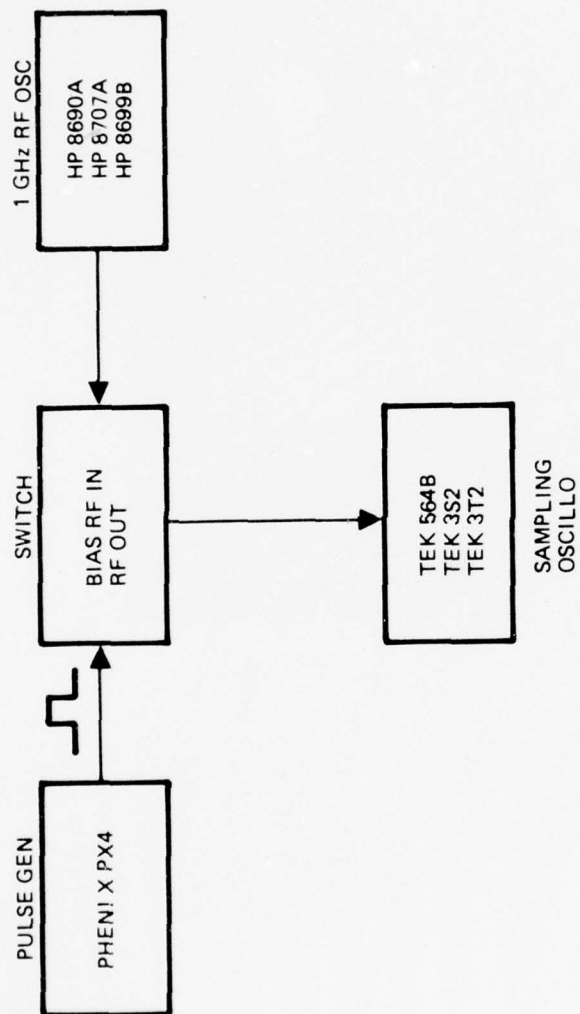 PULSE GEN
PHEN! X PX4
SWITCH
BIAS RF IN
RF OUT
1 GHz RF OSC
HP 8690A
HP 8707A
HP 8699B
TEK 564B
TEK 3S2
TEK 3T2
SAMPLING
OSCILLO